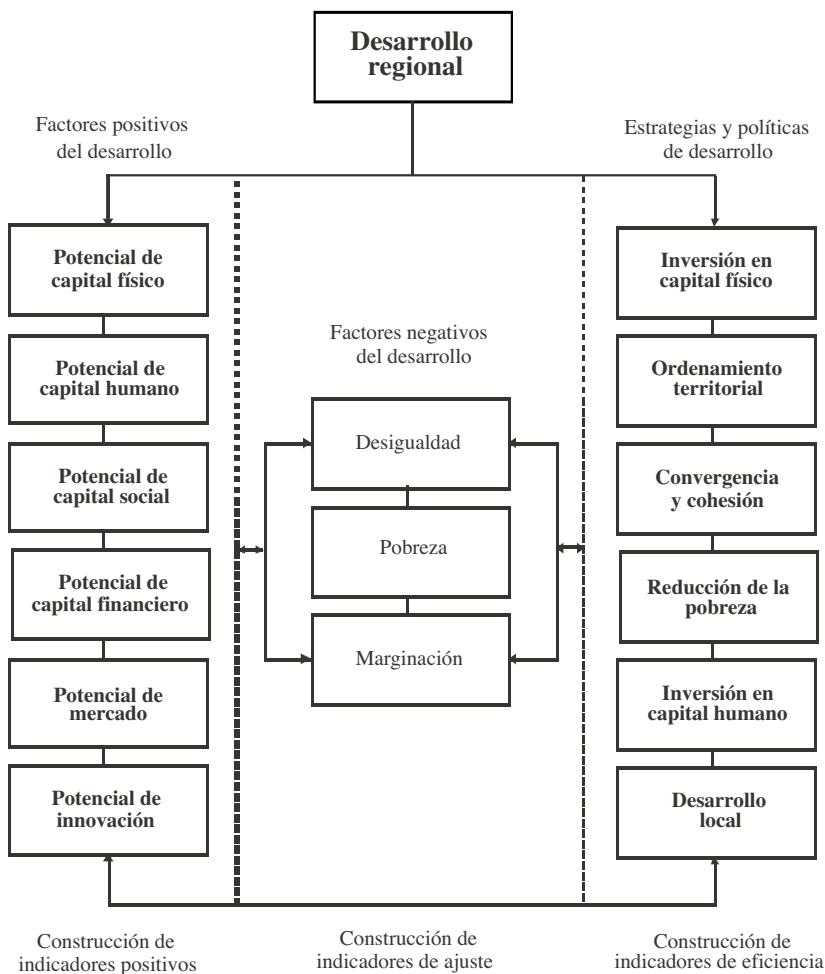 Desarrollo
regional
Factores positivos
del desarrollo
Estrategias y políticas
de desarrollo
Potencial de
capital físico
Potencial de
capital humano
Potencial de
capital social
Potencial de
capital financiero
Potencial de
mercado
Potencial de
innovación
Factores negativos
del desarrollo
Desigualdad
Pobreza
Marginación
Inversión en
capital físico
Ordenamiento
territorial
Convergencia
y cohesión
Reducción de la
pobreza
Inversión en
capital humano
Desarrollo
local
Construcción de
indicadores positivos
Construcción de
indicadores de ajuste
Construcción de
indicadores de eficiencia